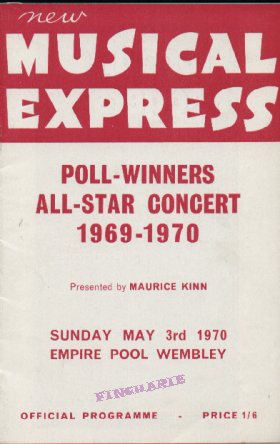 new
MUSICAL
EXPRESS
POLL-WINNERS
ALL-STAR CONCERT
1969-1970
Presented by MAURICE KINN
SUNDAY MAY 3rd 1970
EMPIRE POOL WEMBLEY
FINGMARIE
OFFICIAL PROGRAMME - PRICE 1/6